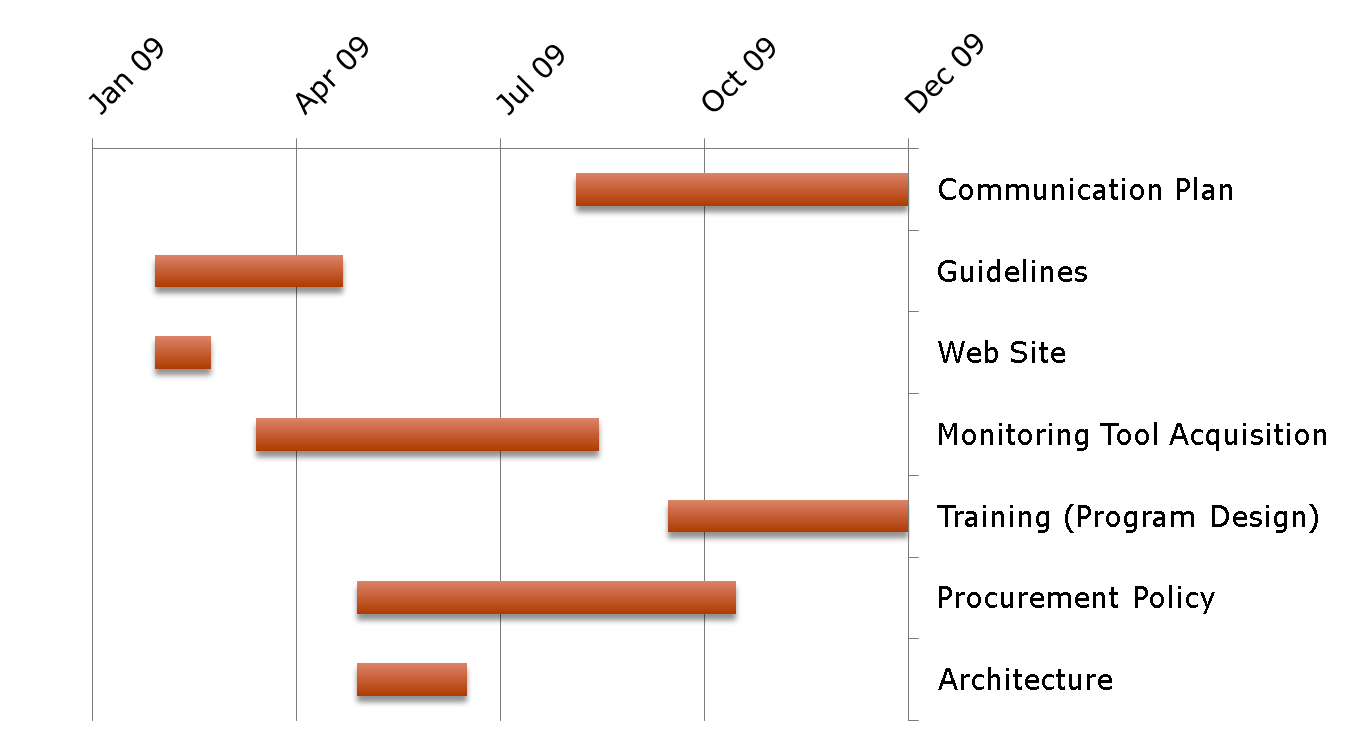 Jan 09
Apr 09
Jul 09
Oct 09
Dec 09
Communication Plan
Guidelines
Web Site
Monitoring Tool Acquisition
Training (Program Design)
Procurement Policy
Architecture